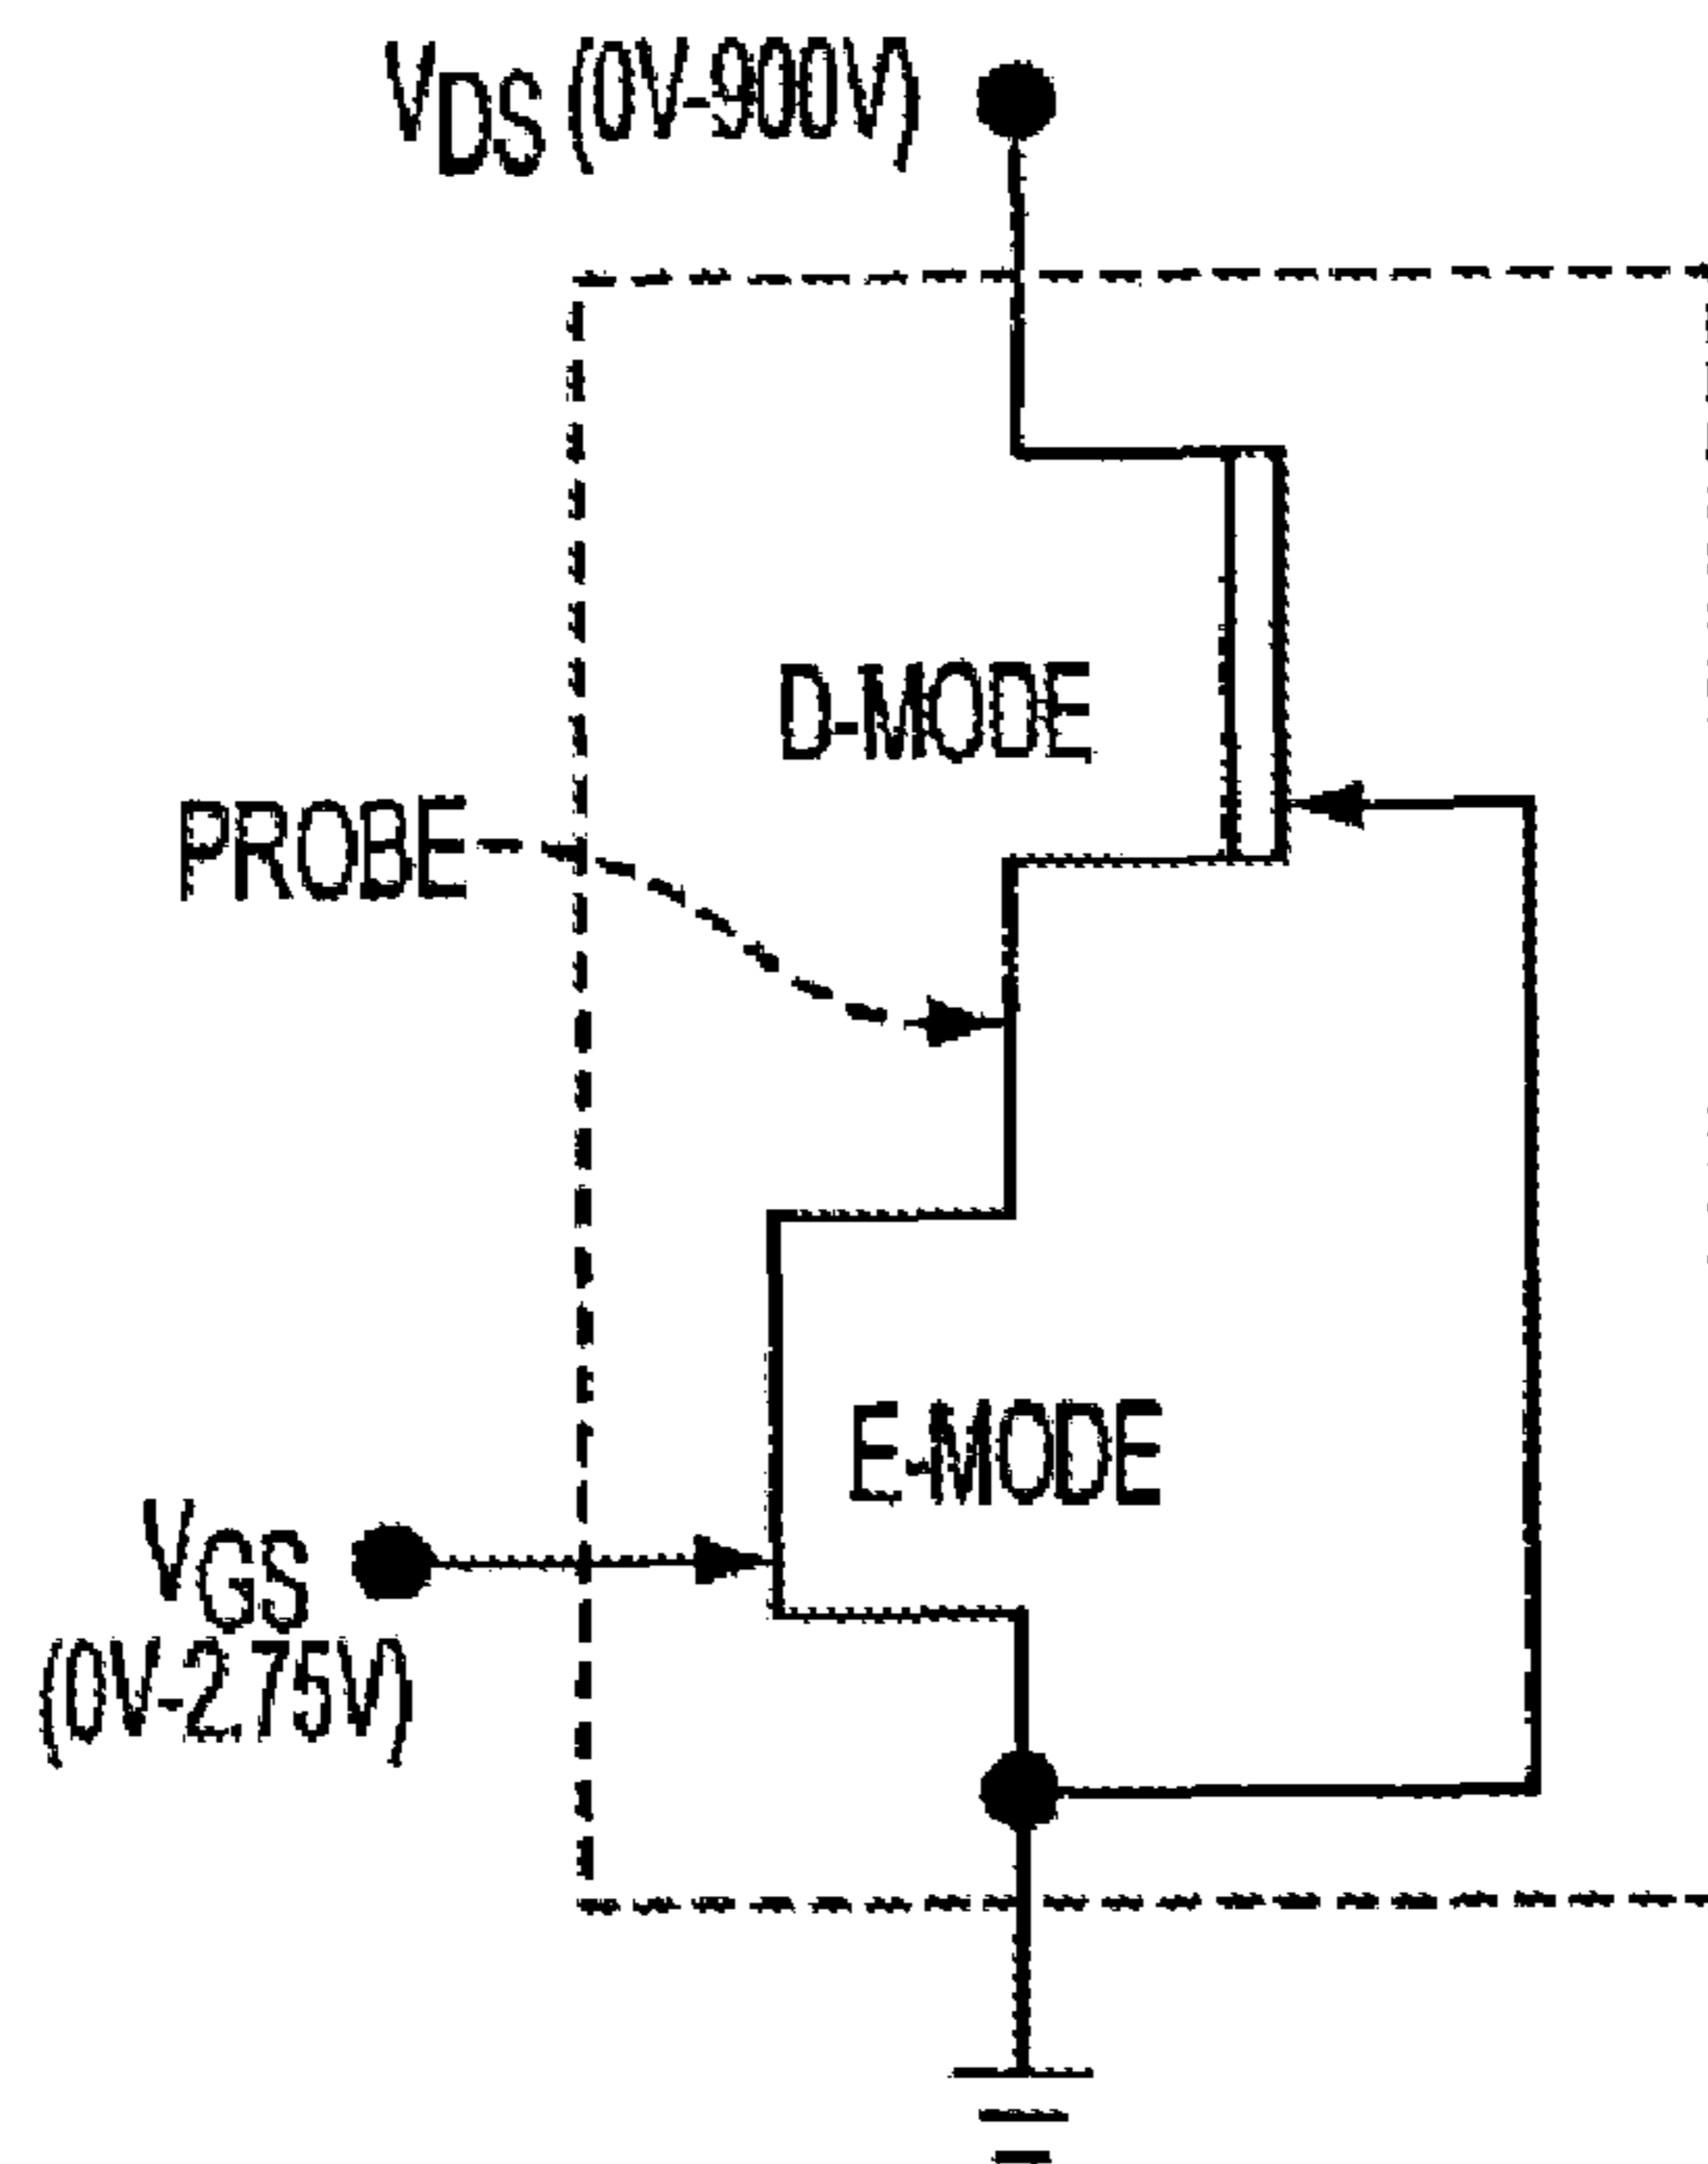 VDS (0V-900V)
D-MODE
PROBE
E-MODE
VGS
(0V-2.75V)